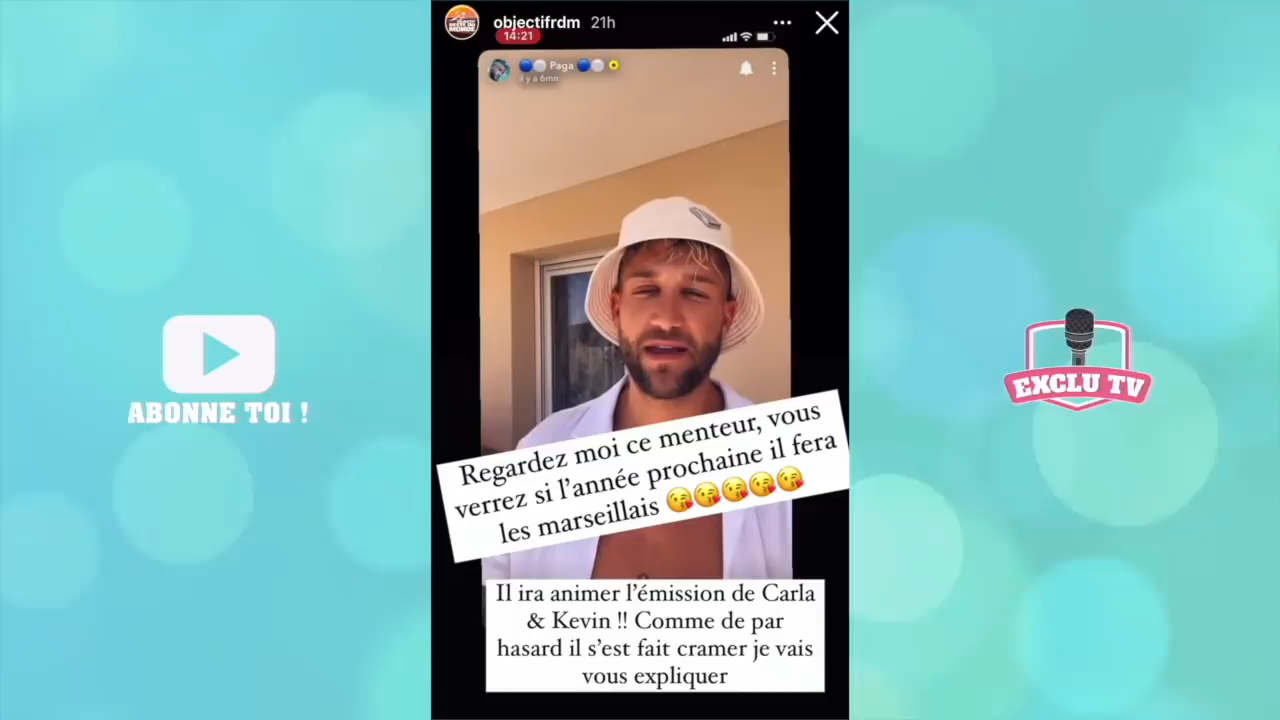 objectifrdm 21h
14:21
Paga
il y a 6mn
Regardez moi ce menteur, vous
verrez si l'année prochaine il fera
les marseillais 😘😘😘😘😘
Il ira animer l'émission de Carla
& Kevin !! Comme de par
hasard il s'est fait cramer je vais
vous expliquer
ABONNE TOI !
EXCLU TV